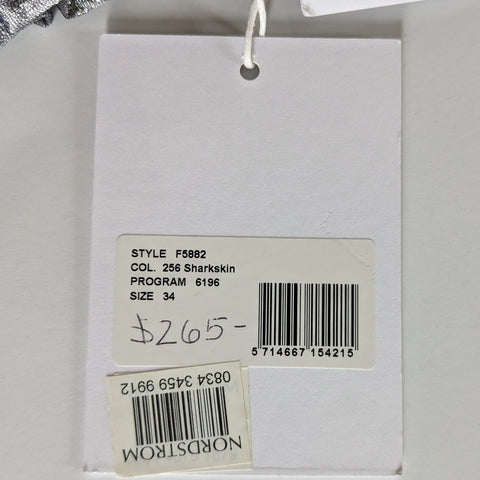 STYLE F5882
COL. 256 Sharkskin
PROGRAM 6196
SIZE 34
$265-
5 714667 154215
0834 3459 9912
NORDSTROM